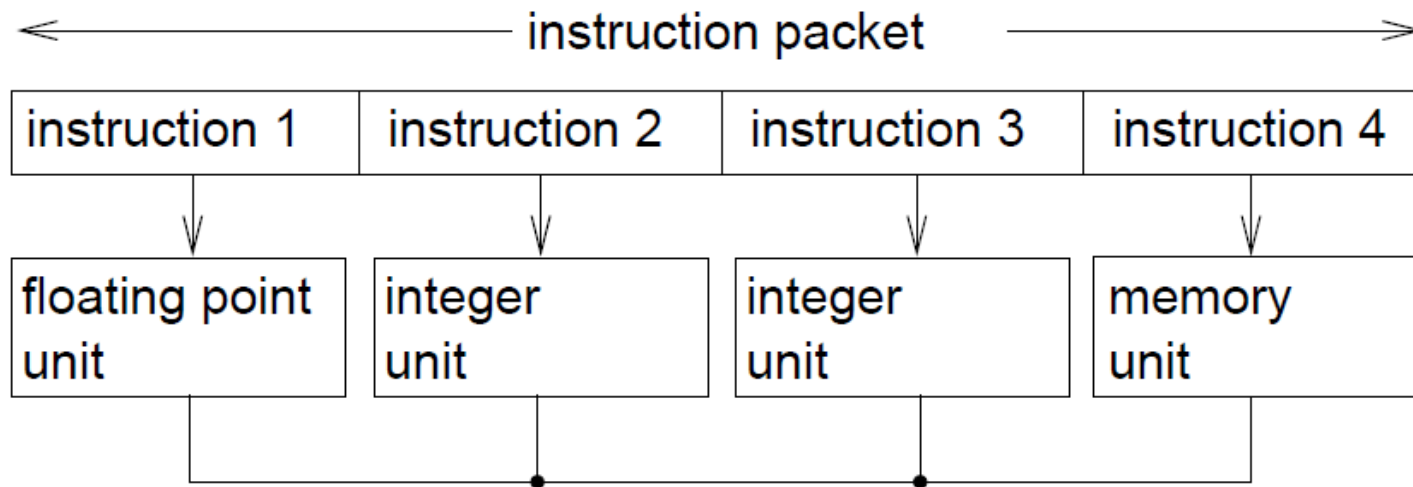 instruction packet
instruction 1 instruction 2 instruction 3 instruction 4
floating point integer integer memory
unit unit unit unit